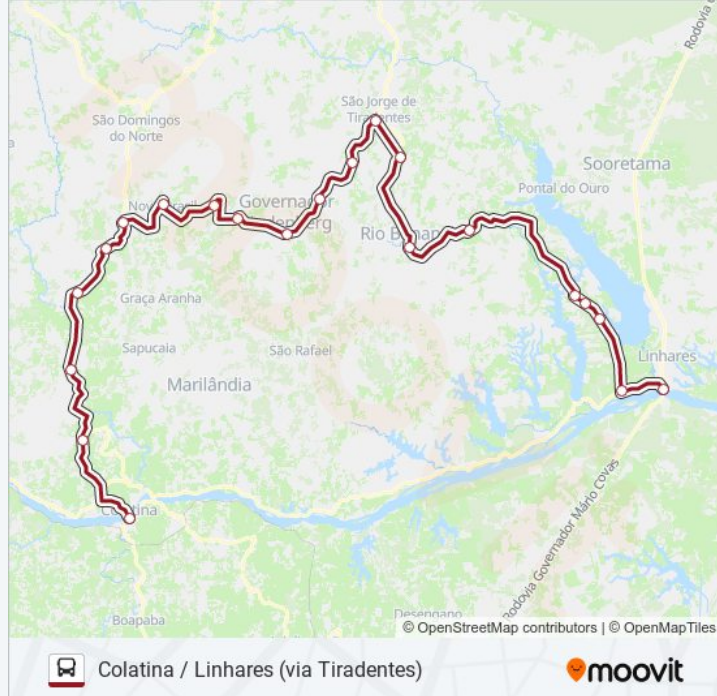 Rodovia
São Jorge de
Tiradentes
São Domingos
do Norte
Sooretama
Pontal do Ouro
Governador
Rio
Graça Aranha
Sapucaia
São Rafael
Linhares
Marilândia
Rodovia Governador Mário Covas
Colatina
Boapaba
Desengano
© OpenStreetMap contributors | © OpenMapTiles
Colatina / Linhares (via Tiradentes)
moovit